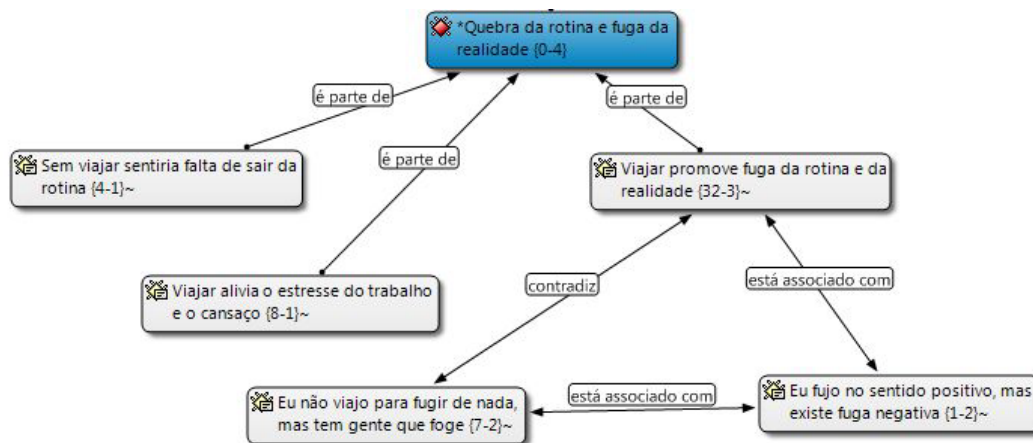 *Quebra da rotina e fuga da
realidade {0-4}
é parte de
é parte de
é parte de
Sem viajar sentiria falta de sair da
rotina {4-1}~
Viajar promove fuga da rotina e da
realidade {32-3}~
Viajar alivia o estresse do trabalho
e o cansaço {8-1}~
contradiz
está associado com
Eu não viajo para fugir de nada,
mas tem gente que foge {7-2}~
está associado com
Eu fujo no sentido positivo, mas
existe fuga negativa {1-2}~